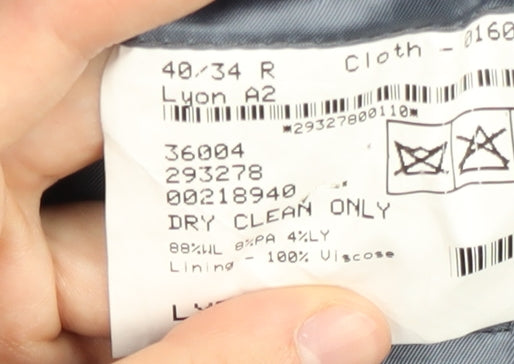 40/34 R
Cloth - 0160
Lyon A2
*29327800110*
36004
293278
00218940
DRY CLEAN ONLY
88%WL 8%PA 4%LY
Lining - 100% Viscose